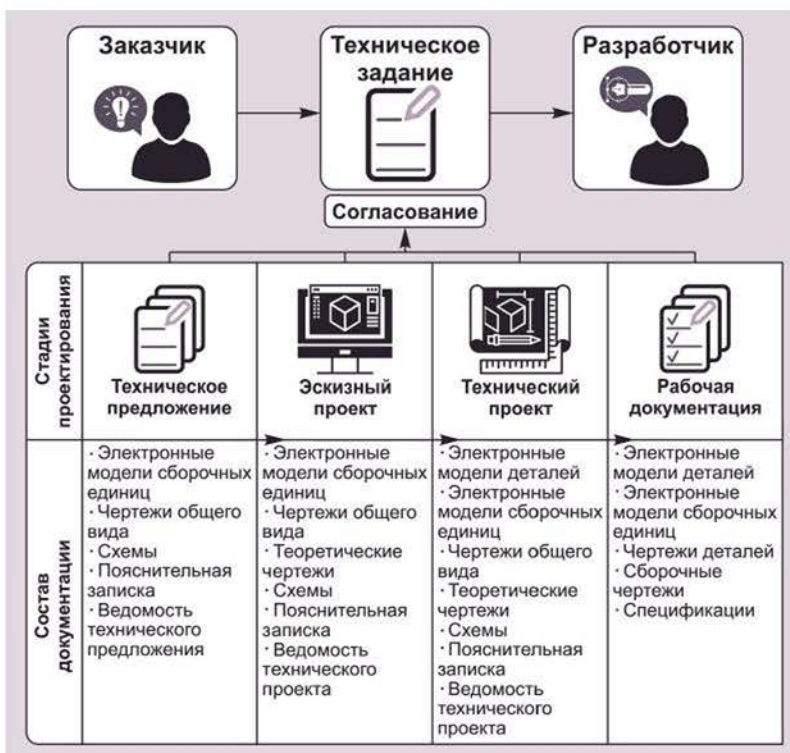 Заказчик
Техническое
задание
Разработчик
Согласование
Стадии
проектирования
Техническое
предложение
Эскизный
проект
Технический
проект
Рабочая
документация
Состав
документации
· Электронные
модели сборочных
единиц
· Чертежи общего
вида
· Схемы
· Пояснительная
записка
· Ведомость
технического
предложения
· Электронные
модели сборочных
единиц
· Чертежи общего
вида
· Теоретические
чертежи
· Схемы
· Пояснительная
записка
· Ведомость
технического
проекта
· Электронные
модели деталей
· Электронные
модели сборочных
единиц
· Чертежи общего
вида
· Теоретические
чертежи
· Схемы
· Пояснительная
записка
· Ведомость
технического
проекта
· Электронные
модели деталей
· Электронные
модели сборочных
единиц
· Чертежи деталей
· Сборочные
чертежи
· Спецификации